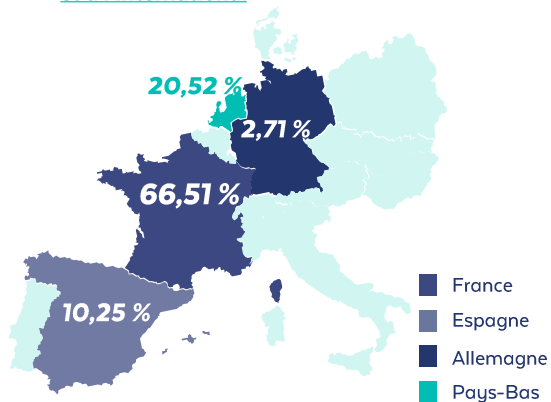 20,52 %
2,71 %
66,51 %
10,25 %
France
Espagne
Allemagne
Pays-Bas